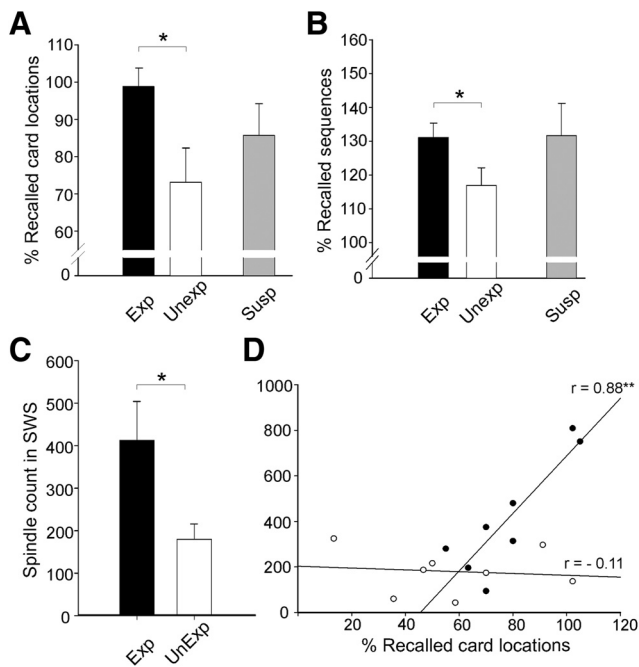 A
% Recalled card locations
110
100
90
80
70
60
0
*
Exp
Unexp
Susp
B
% Recalled sequences
160
150
140
130
120
110
100
0
*
Exp
Unexp
Susp
C
Spindle count in SWS
600
500
400
300
200
100
0
*
Exp
UnExp
D
1000
800
600
400
200
0
r = 0.88**
r = - 0.11
20 40 60 80 100 120
% Recalled card locations